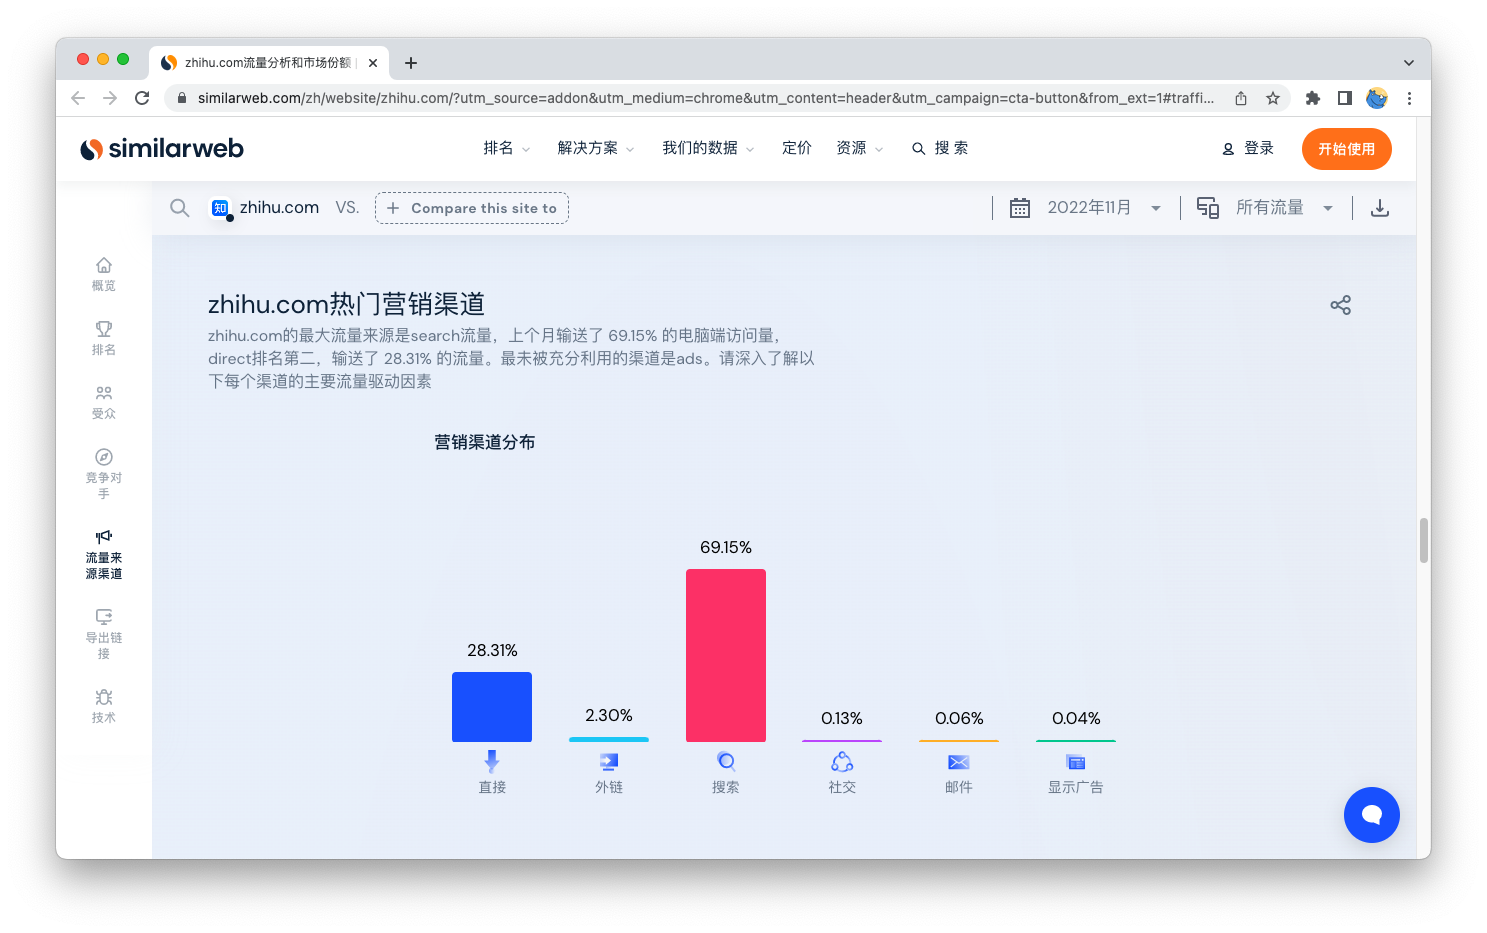 zhihu.com流量分析和市场份额 |
similarweb.com/zh/website/zhihu.com/?utm_source=addon&utm_medium=chrome&utm_content=header&utm_campaign=cta-button&from_ext=1#traffi...
similarweb 排名 解决方案 我们的数据 定价 资源 搜 索 登录 开始使用
知 zhihu.com VS. + Compare this site to 2022年11月 所有流量
概览
排名
受众
竞争对
手
流量来
源渠道
导出链
接
技术
zhihu.com热门营销渠道
zhihu.com的最大流量来源是search流量，上个月输送了 69.15% 的电脑端访问量，
direct排名第二，输送了 28.31% 的流量。最未被充分利用的渠道是ads。请深入了解以
下每个渠道的主要流量驱动因素
营销渠道分布
28.31% 2.30% 69.15% 0.13% 0.06% 0.04%
直接 外链 搜索 社交 邮件 显示广告